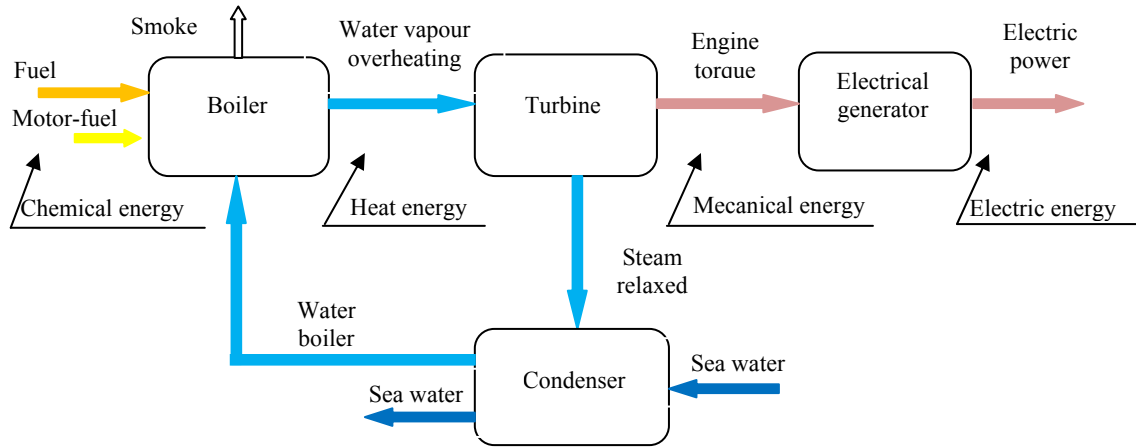 Smoke
Water vapour
overheating
Engine
torque
Electric
power
Fuel
Motor-fuel
Boiler
Turbine
Electrical
generator
Chemical energy
Heat energy
Mecanical energy
Electric energy
Steam
relaxed
Water
boiler
Condenser
Sea water
Sea water